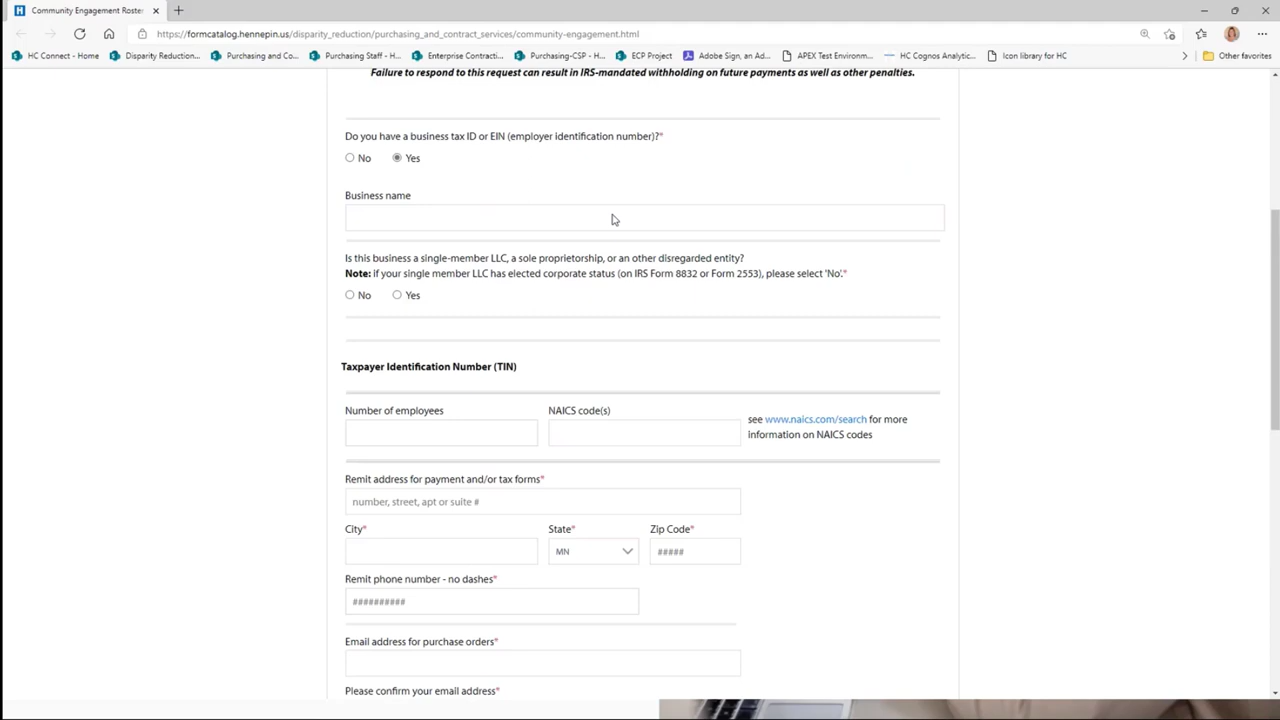 Community Engagement Roste
https://formcatalog.hennepin.us/disparity_reduction/purchasing_and_contract_services/community-engagement.html
HC Connect - Home
Disparity Reduction...
Purchasing and Co...
Purchasing Staff - H...
Enterprise Contracti...
Purchasing-CSP - H...
ECP Project
Adobe Sign, an Ad...
APEX Test Environm...
HC Cognos Analytic...
Icon library for HC
Other favorites
Failure to respond to this request can result in IRS-mandated withholding on future payments as well as other penalties.
Do you have a business tax ID or EIN (employer identification number)?*
No Yes
Business name
Is this business a single-member LLC, a sole proprietorship, or an other disregarded entity?
Note: if your single member LLC has elected corporate status (on IRS Form 8832 or Form 2553), please select 'No'.*
No Yes
Taxpayer Identification Number (TIN)
Number of employees NAICS code(s)
see www.naics.com/search for more
information on NAICS codes
Remit address for payment and/or tax forms*
number, street, apt or suite #
City* State* Zip Code*
MN #####
Remit phone number - no dashes*
##########
Email address for purchase orders*
Please confirm your email address*